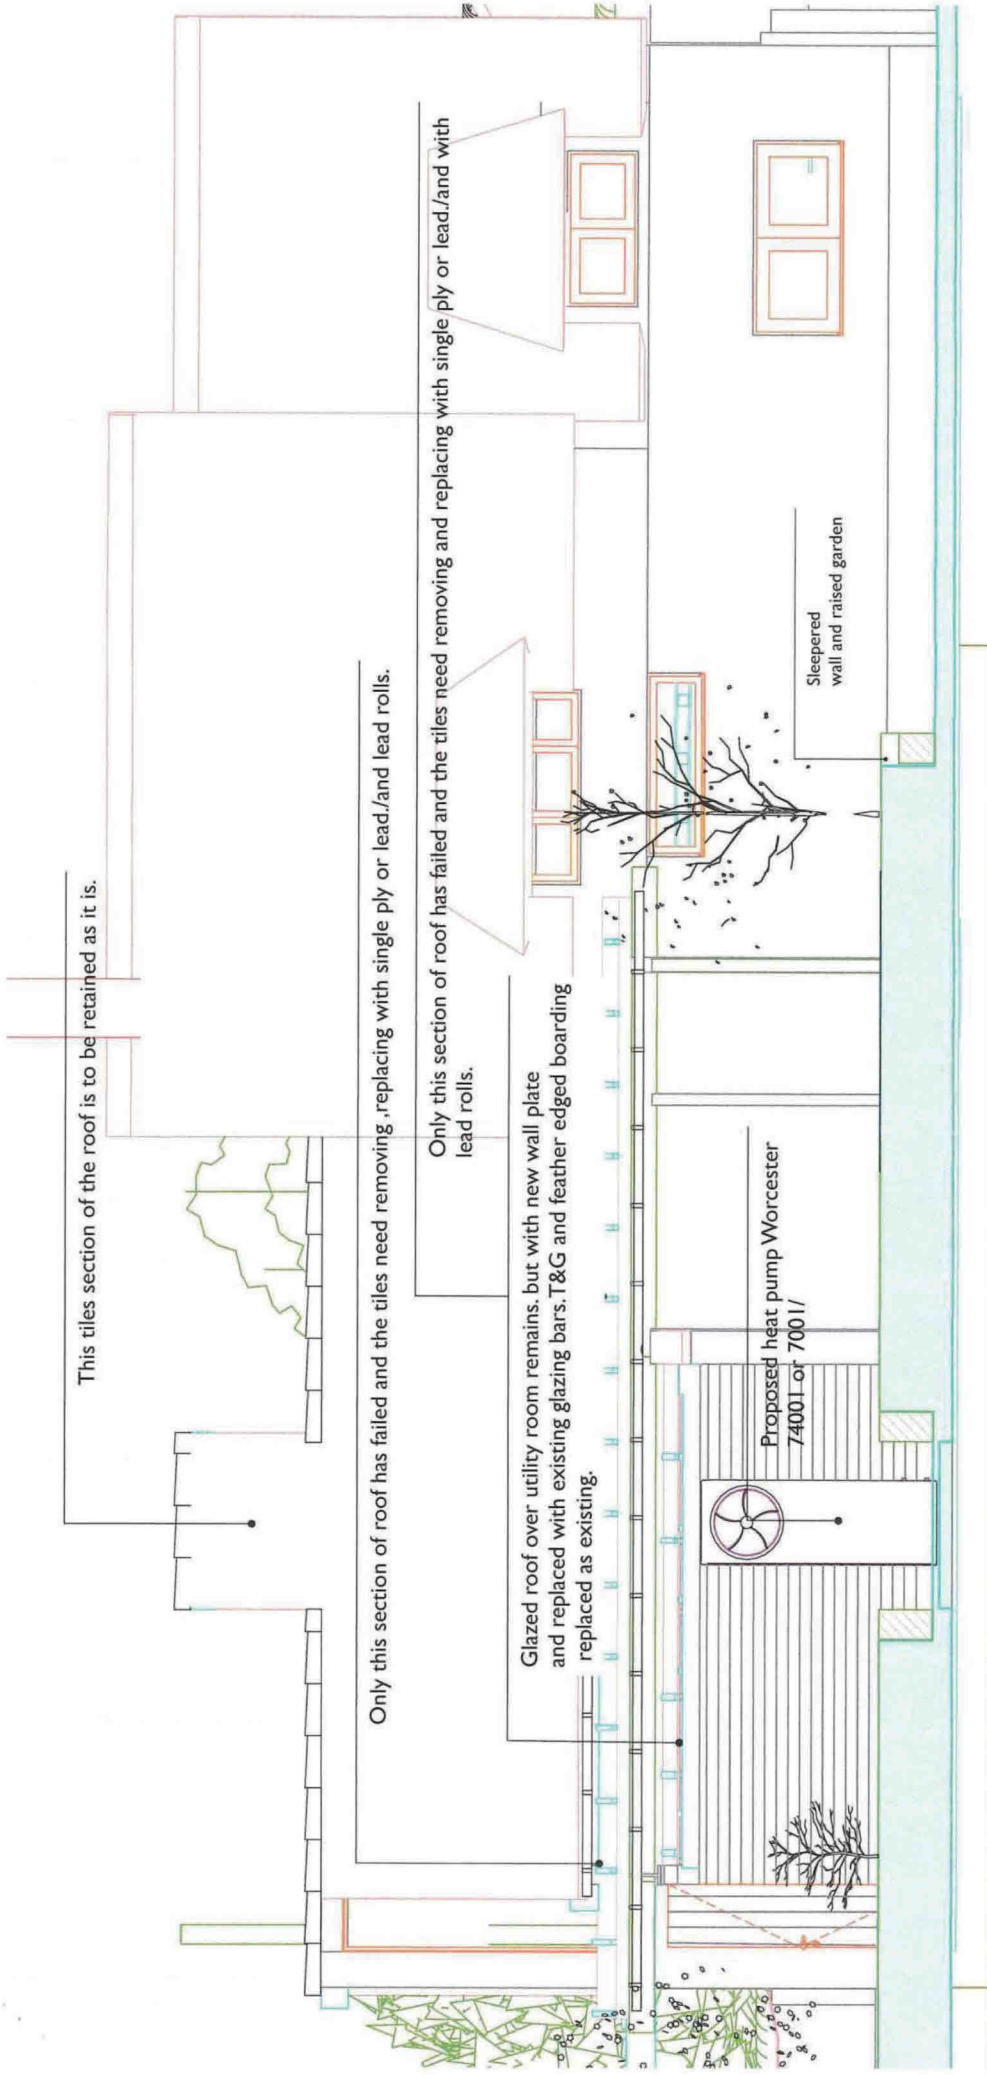 This tiles section of the roof is to be retained as it is.
Only this section of roof has failed and the tiles need removing ,replacing with single ply or lead./and lead rolls.
Only this section of roof has failed and the tiles need removing and replacing with single ply or lead./and with
lead rolls.
Glazed roof over utility room remains. but with new wall plate
and replaced with existing glazing bars.T&G and feather edged boarding
replaced as existing.
Proposed heat pump Worcester
74001 or 7001/
Sleepered
wall and raised garden